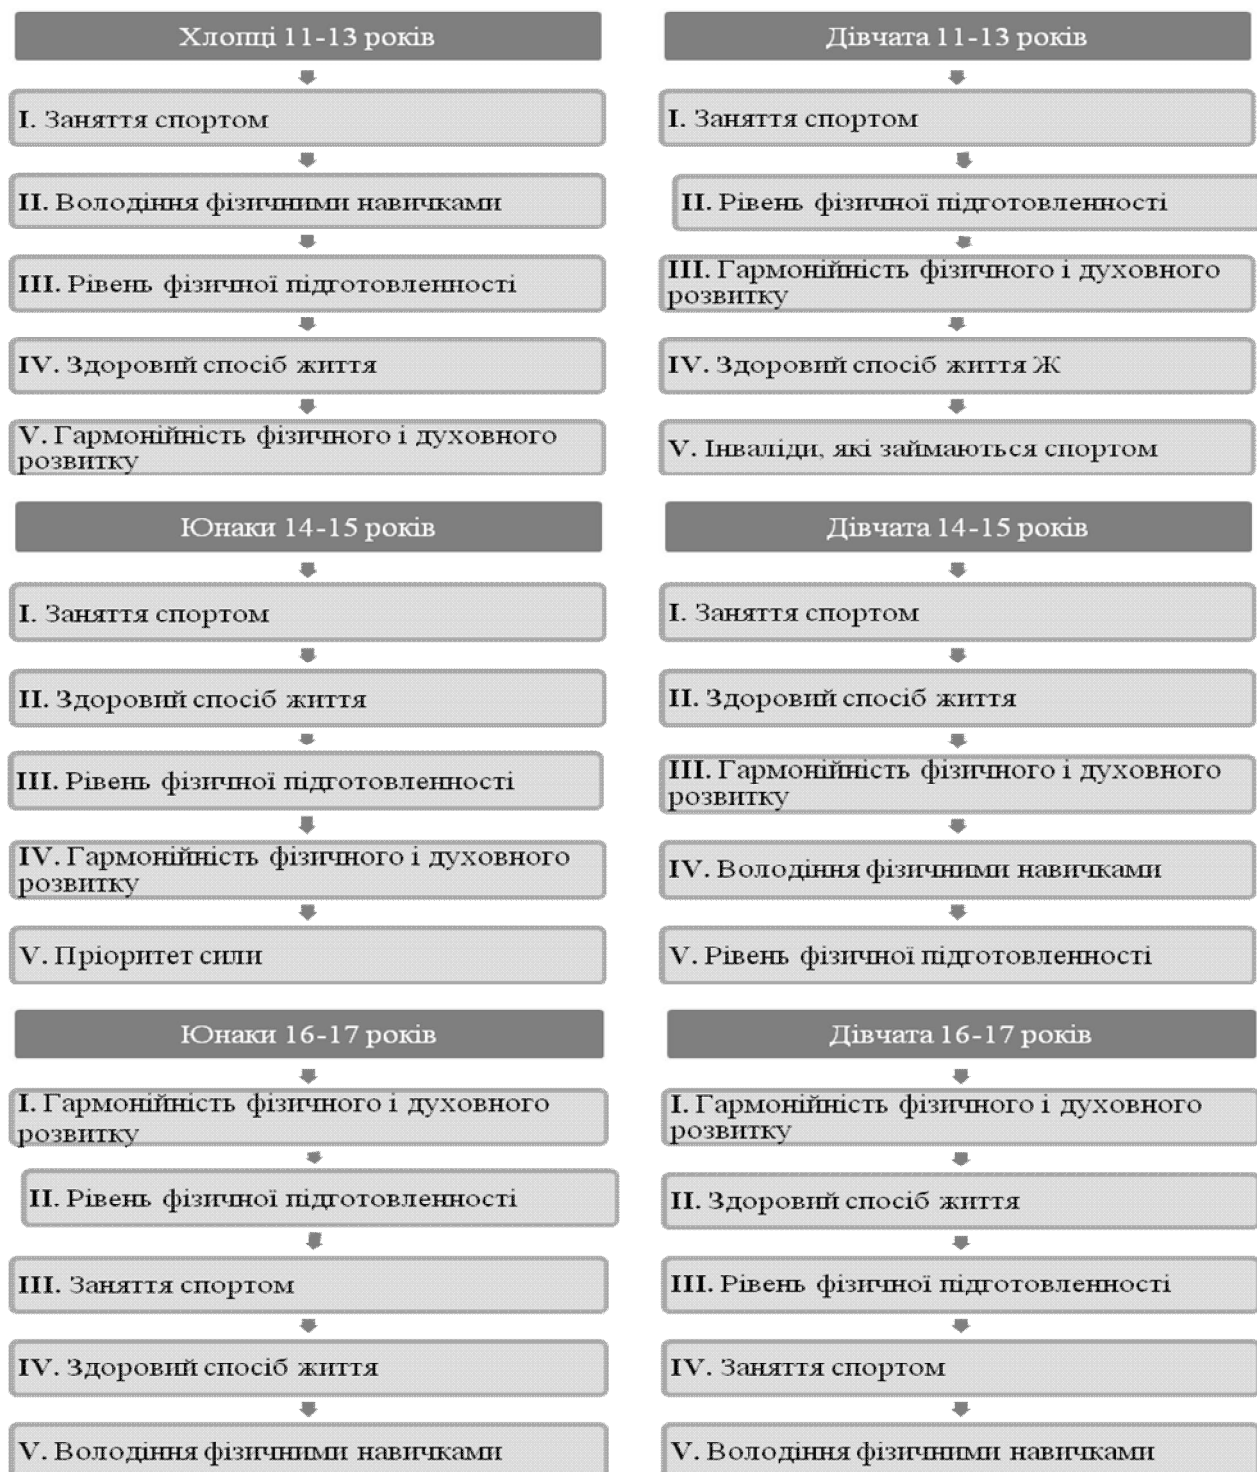 Хлопці 11-13 років
I. Заняття спортом
II. Володіння фізичними навичками
III. Рівень фізичної підготовленності
IV. Здоровий спосіб життя
V. Гармонійність фізичного і духовного
розвитку
Дівчата 11-13 років
I. Заняття спортом
II. Рівень фізичної підготовленності
III. Гармонійність фізичного і духовного
розвитку
IV. Здоровий спосіб життя Ж
V. Інваліди, які займаються спортом
Юнаки 14-15 років
I. Заняття спортом
II. Здоровий спосіб життя
III. Рівень фізичної підготовленності
IV. Гармонійність фізичного і духовного
розвитку
V. Пріоритет сили
Дівчата 14-15 років
I. Заняття спортом
II. Здоровий спосіб життя
III. Гармонійність фізичного і духовного
розвитку
IV. Володіння фізичними навичками
V. Рівень фізичної підготовленності
Юнаки 16-17 років
I. Гармонійність фізичного і духовного
розвитку
II. Рівень фізичної підготовленності
III. Заняття спортом
IV. Здоровий спосіб життя
V. Володіння фізичними навичками
Дівчата 16-17 років
I. Гармонійність фізичного і духовного
розвитку
II. Здоровий спосіб життя
III. Рівень фізичної підготовленності
IV. Заняття спортом
V. Володіння фізичними навичками